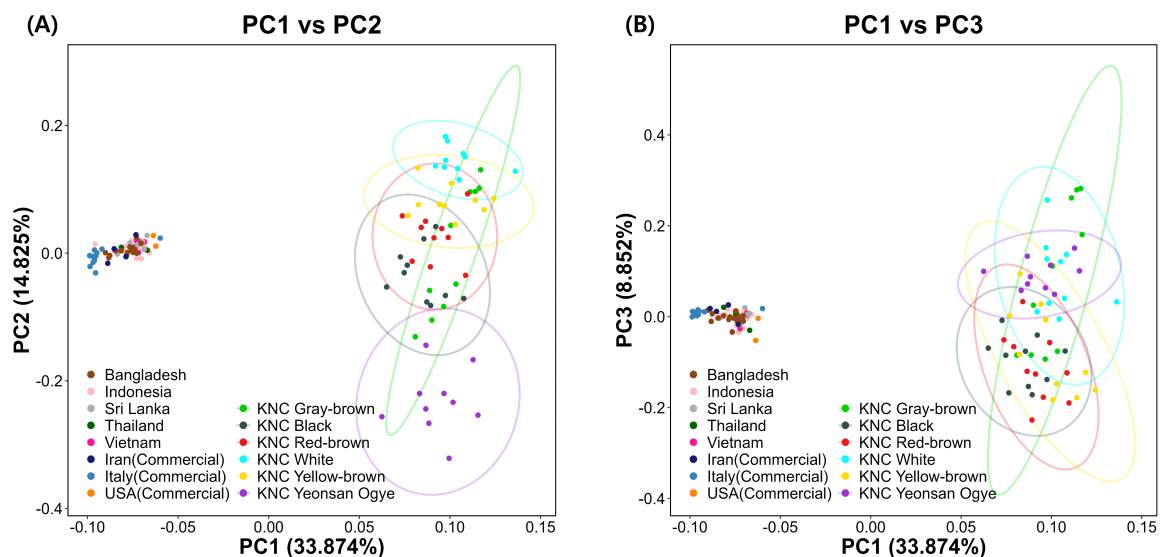 (A)
PC1 vs PC2
0.2
0.0
-0.2
-0.4
PC2 (14.825%)
Bangladesh
Indonesia
Sri Lanka
Thailand
Vietnam
Iran(Commercial)
Italy(Commercial)
USA(Commercial)
KNC Gray-brown
KNC Black
KNC Red-brown
KNC White
KNC Yellow-brown
KNC Yeonsan Ogye
-0.10
-0.05
0.00
0.05
0.10
0.15
PC1 (33.874%)
(B)
PC1 vs PC3
0.4
0.2
0.0
-0.2
-0.4
PC3 (8.852%)
Bangladesh
Indonesia
Sri Lanka
Thailand
Vietnam
Iran(Commercial)
Italy(Commercial)
USA(Commercial)
KNC Gray-brown
KNC Black
KNC Red-brown
KNC White
KNC Yellow-brown
KNC Yeonsan Ogye
-0.10
-0.05
0.00
0.05
0.10
0.15
PC1 (33.874%)